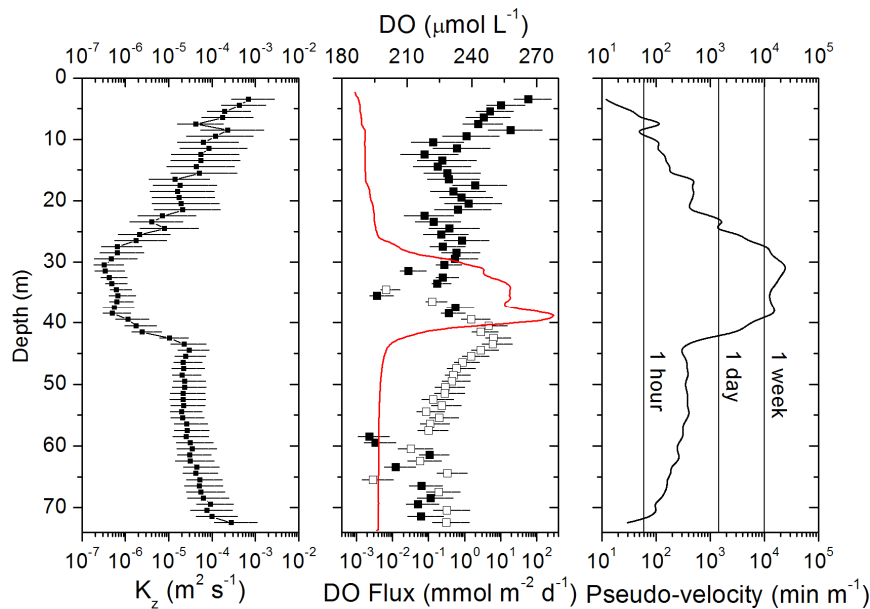 DO (μmol L⁻¹)
10⁻⁷ 10⁻⁶ 10⁻⁵ 10⁻⁴ 10⁻³ 10⁻² 180 210 240 270 10¹ 10² 10³ 10⁴ 10⁵
0
10
20
30
40
50
60
70
Depth (m)
1 hour
1 day
1 week
10⁻⁷ 10⁻⁶ 10⁻⁵ 10⁻⁴ 10⁻³ 10⁻² 10⁻³ 10⁻² 10⁻¹ 10⁰ 10¹ 10² 10¹ 10² 10³ 10⁴ 10⁵
K_z (m² s⁻¹) DO Flux (mmol m⁻² d⁻¹) Pseudo-velocity (min m⁻¹)